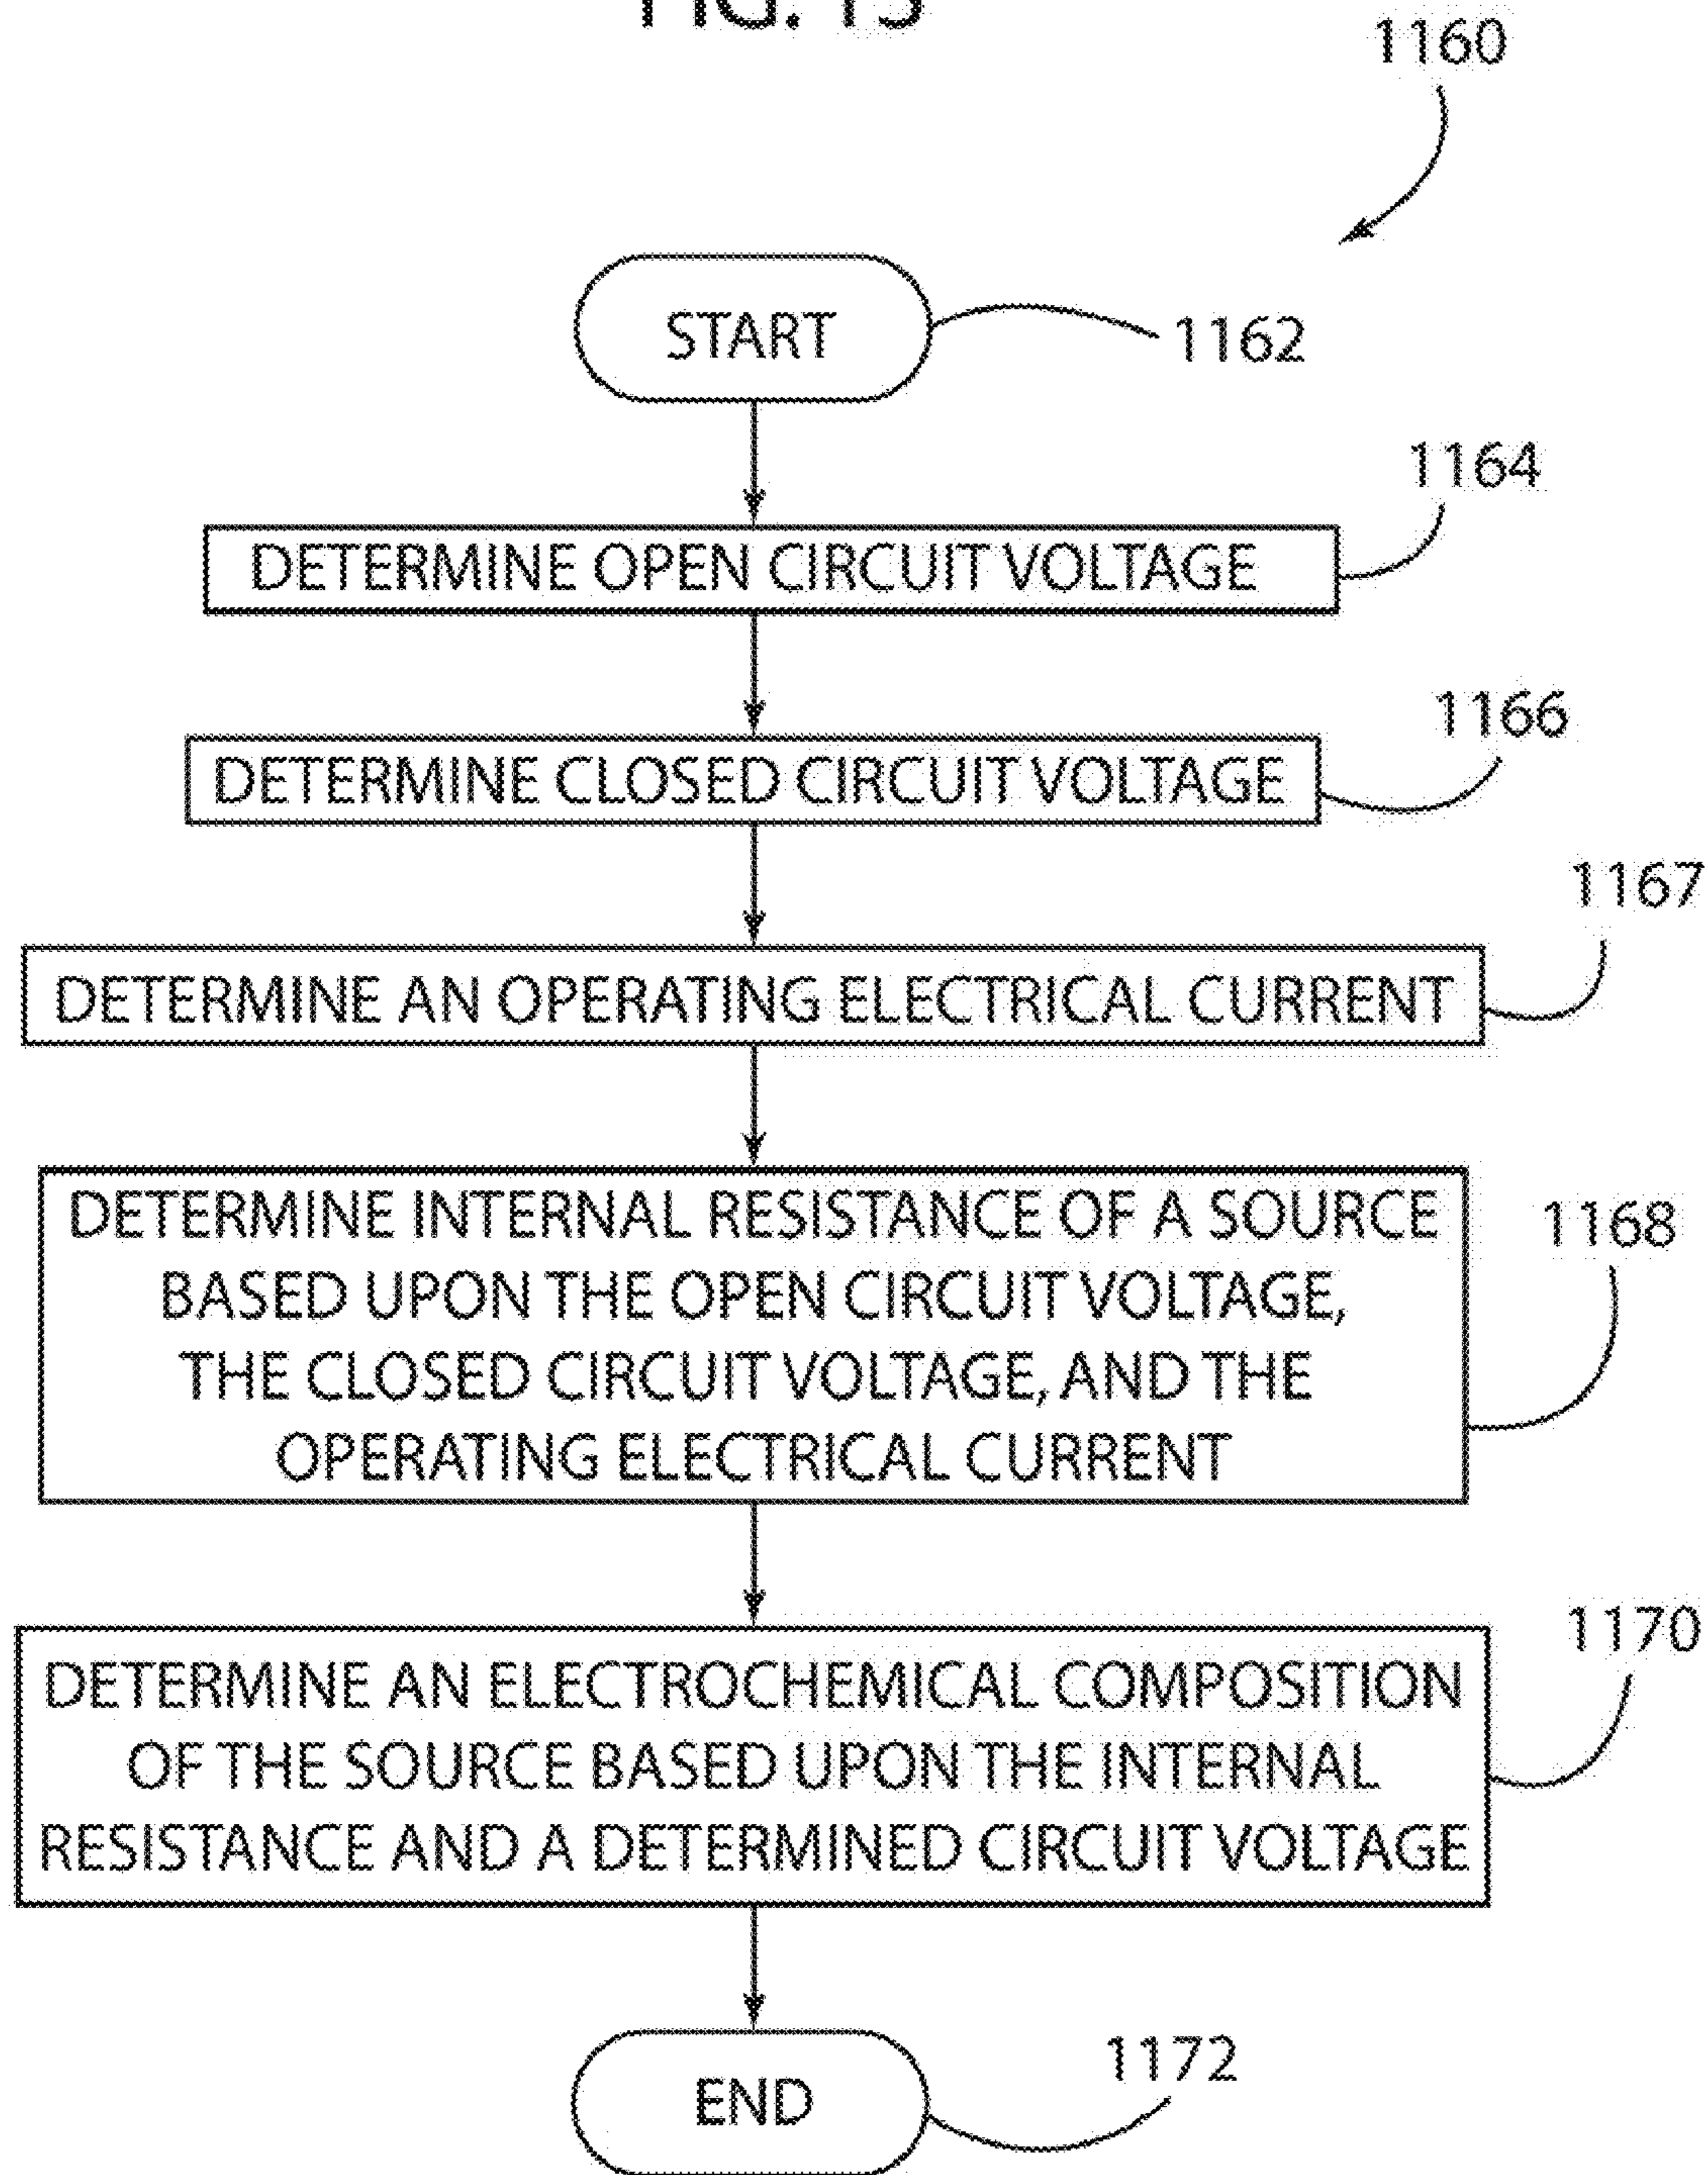 FIG. 13
1160
START
1162
1164
DETERMINE OPEN CIRCUIT VOLTAGE
1166
DETERMINE CLOSED CIRCUIT VOLTAGE
1167
DETERMINE AN OPERATING ELECTRICAL CURRENT
DETERMINE INTERNAL RESISTANCE OF A SOURCE
BASED UPON THE OPEN CIRCUIT VOLTAGE,
THE CLOSED CIRCUIT VOLTAGE, AND THE
OPERATING ELECTRICAL CURRENT
1168
1170
DETERMINE AN ELECTROCHEMICAL COMPOSITION
OF THE SOURCE BASED UPON THE INTERNAL
RESISTANCE AND A DETERMINED CIRCUIT VOLTAGE
1172
END